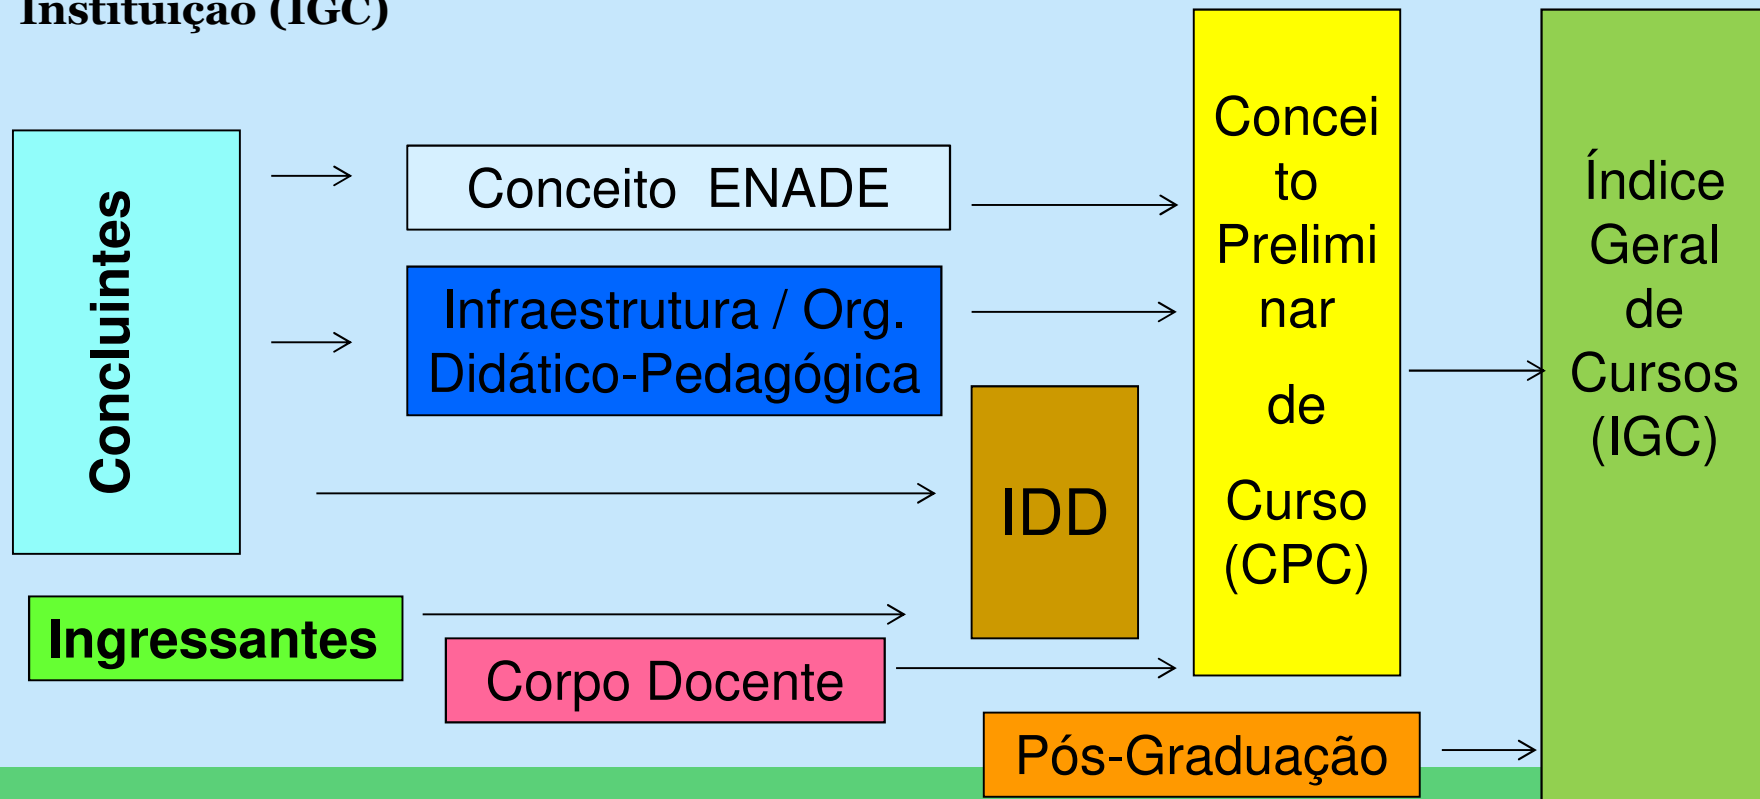 Instituição (IGC)
Concluintes
Conceito ENADE
Infraestrutura / Org.
Didático-Pedagógica
IDD
Ingressantes
Corpo Docente
Concei
to
Prelimi
nar
de
Curso
(CPC)
Pós-Graduação
Índice
Geral
de
Cursos
(IGC)